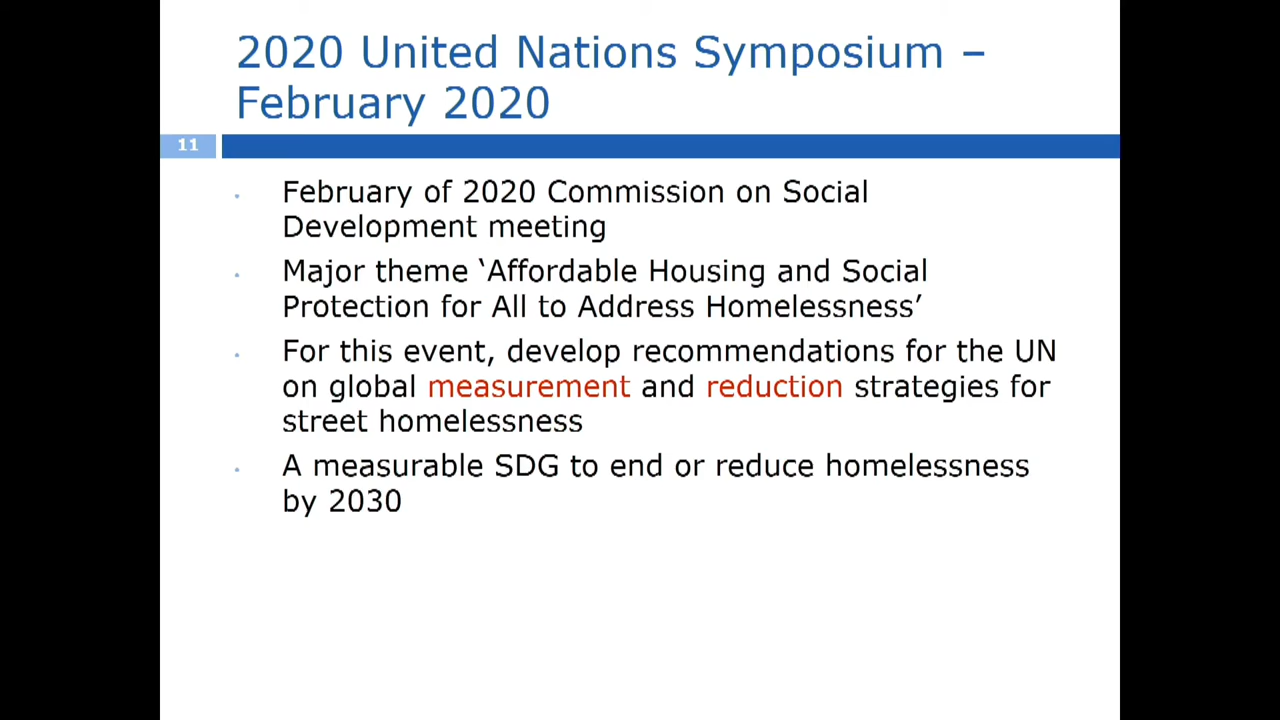 2020 United Nations Symposium –
February 2020
11
• February of 2020 Commission on Social
Development meeting
• Major theme ‘Affordable Housing and Social
Protection for All to Address Homelessness’
• For this event, develop recommendations for the UN
on global measurement and reduction strategies for
street homelessness
• A measurable SDG to end or reduce homelessness
by 2030